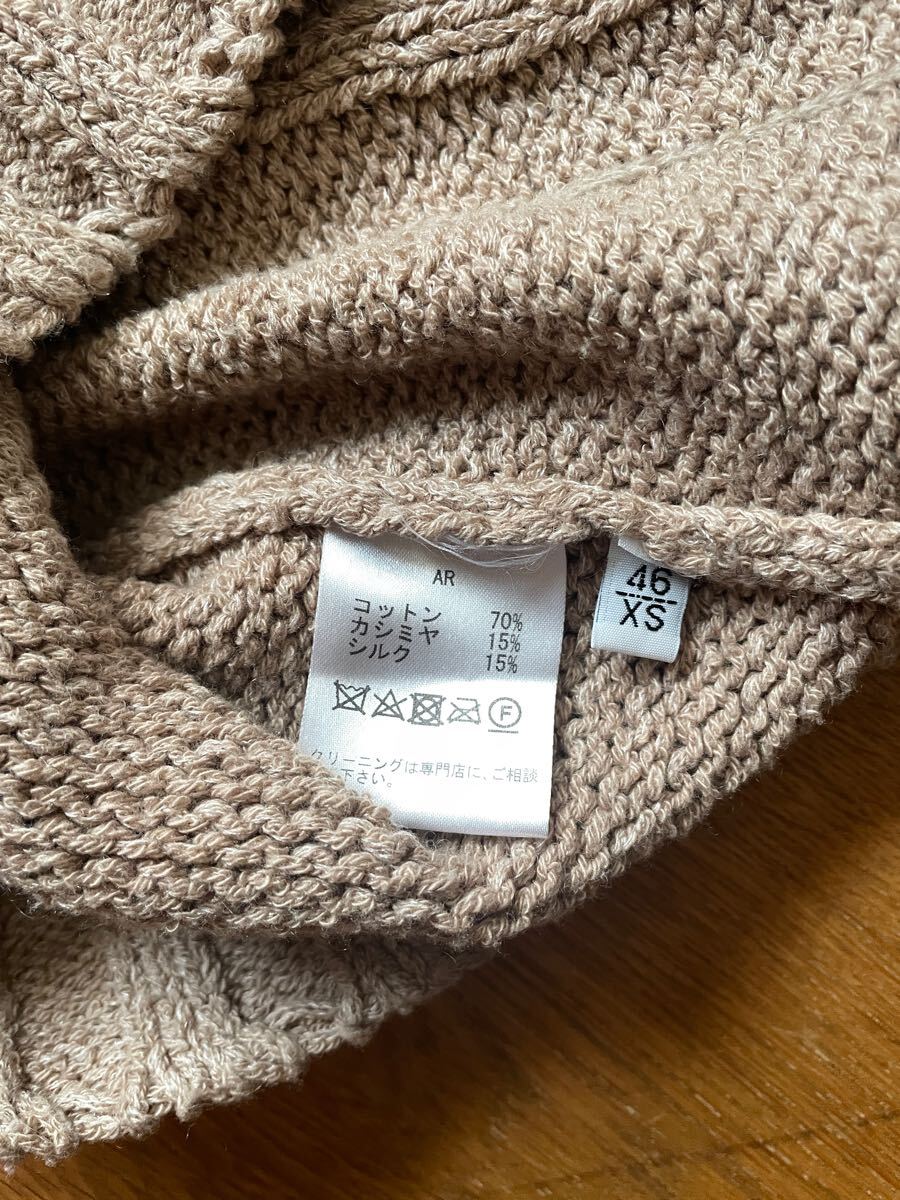 AR
コットン 70%
カシミヤ 15%
シルク 15%
F
クリーニングは専門店に、ご相談
下さい。
46
XS